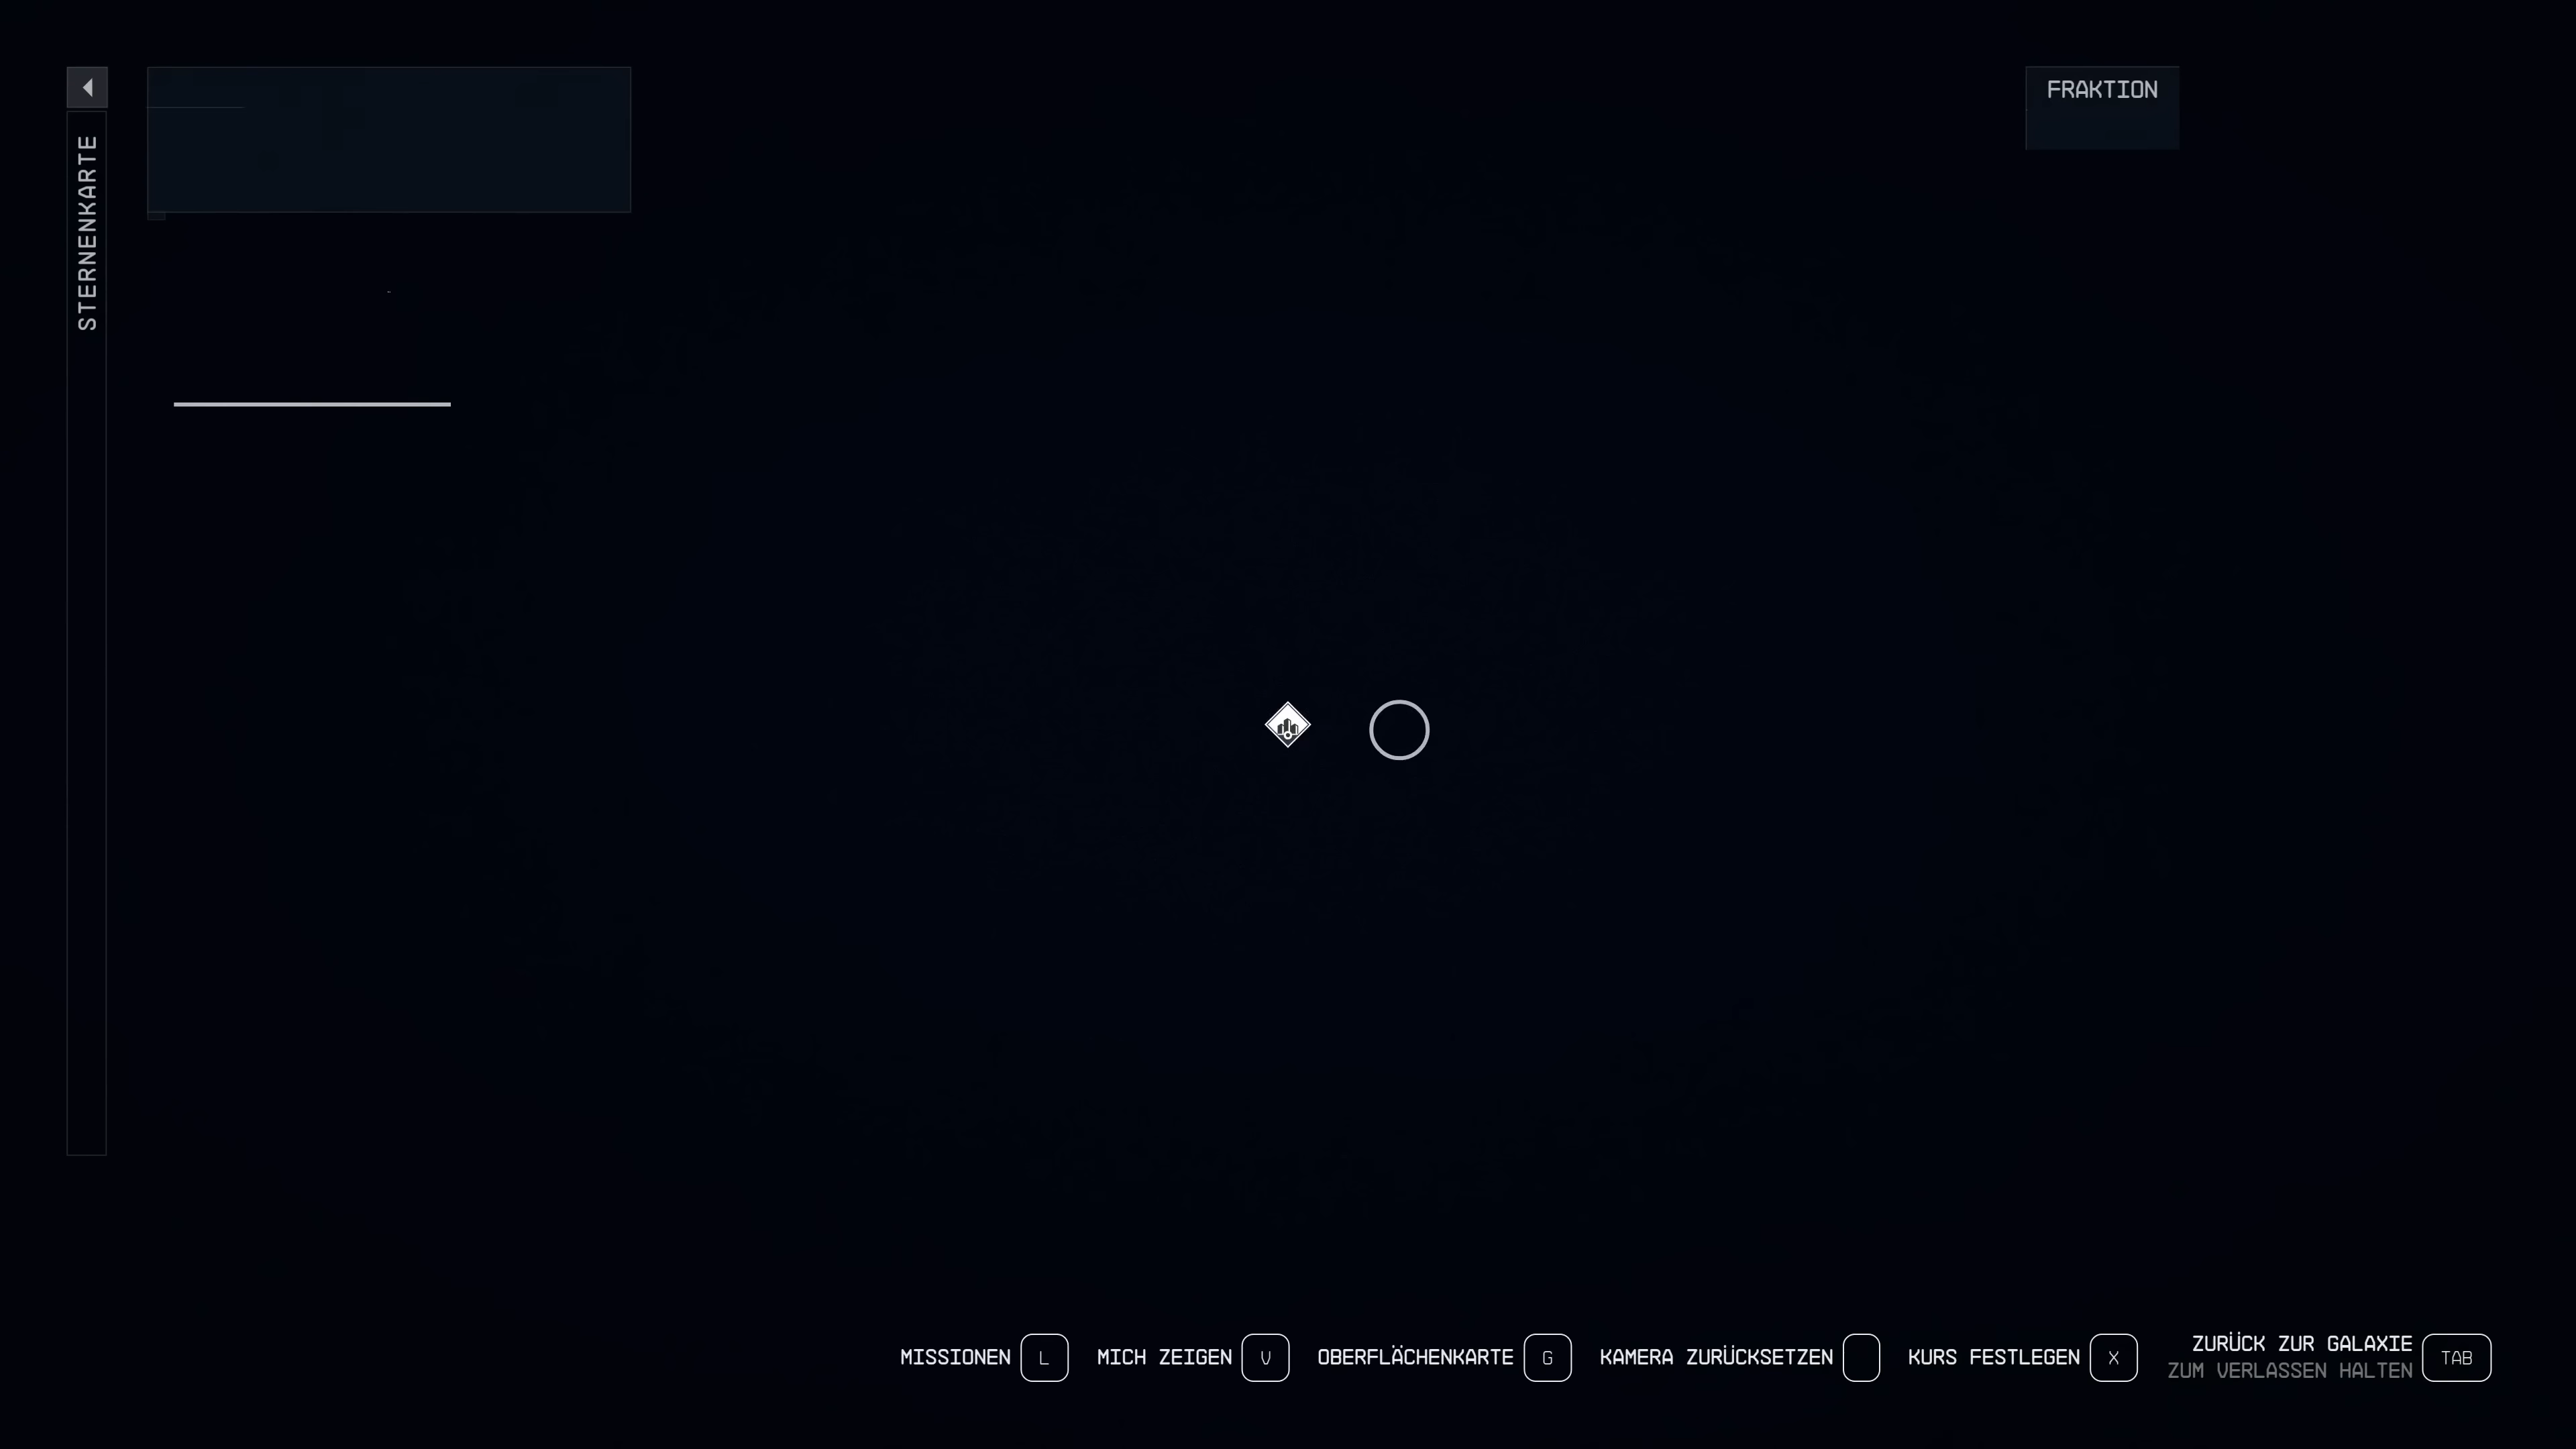 STERNENKARTE
FRAKTION
MISSIONEN L
MICH ZEIGEN V
OBERFLÄCHENKARTE G
KAMERA ZURÜCKSETZEN
KURS FESTLEGEN X
ZURÜCK ZUR GALAXIE
ZUM VERLASSEN HALTEN
TAB